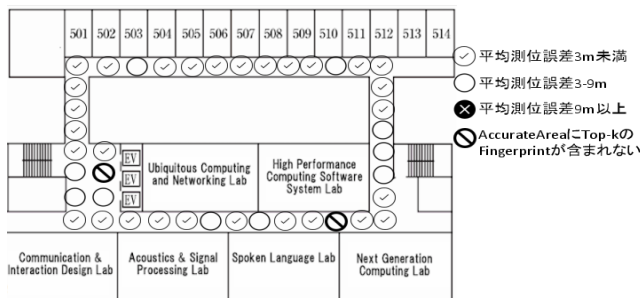 501 502 503 504 505 506 507 508 509 510 511 512 513 514
平均測位誤差3m未満
平均測位誤差3-9m
平均測位誤差9m以上
AccurateAreaにTop-kの
Fingerprintが含まれない
EV
EV
EV
Ubiquitous Computing
and Networking Lab
High Performance
Computing Software
System Lab
Communication &
Interaction Design Lab
Acoustics & Signal
Processing Lab
Spoken Language Lab
Next Generation
Computing Lab